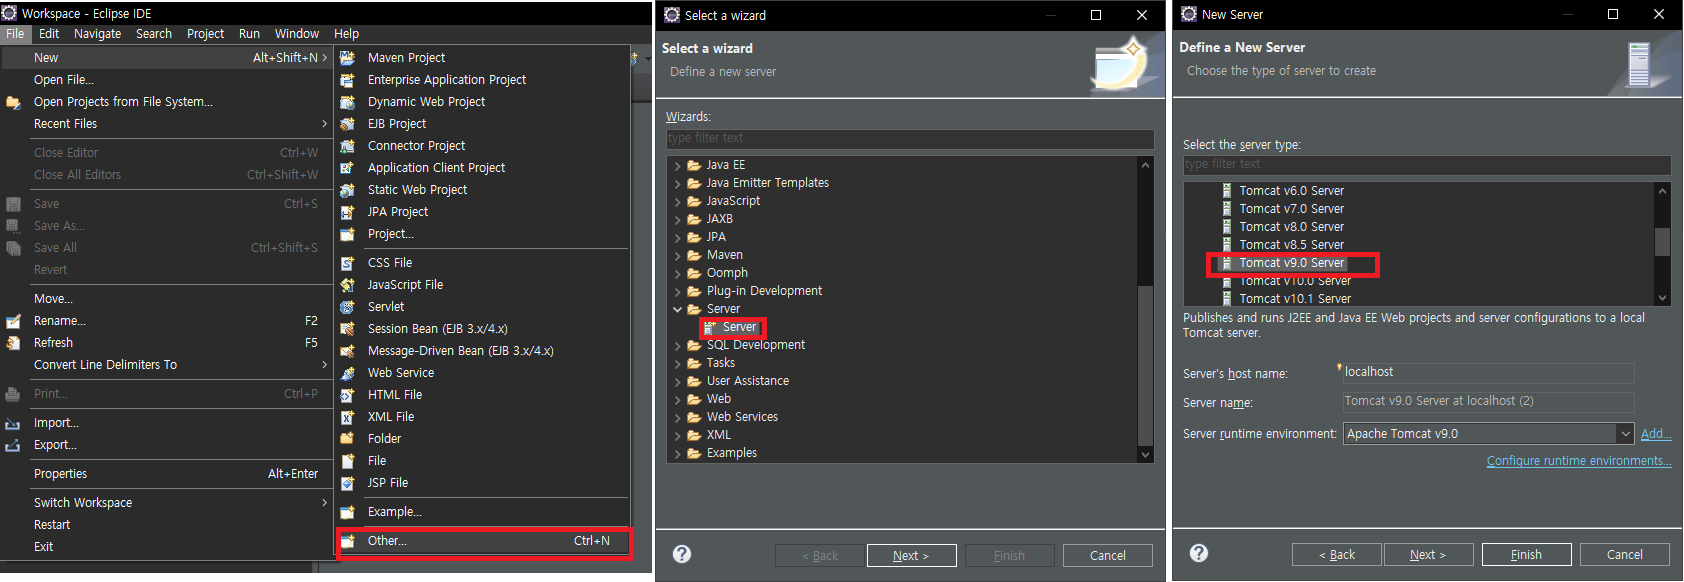 Workspace - Eclipse IDE
File Edit Navigate Search Project Run Window Help
New Alt+Shift+N >
Open File...
Open Projects from File System...
Recent Files >
Close Editor Ctrl+W
Close All Editors Ctrl+Shift+W
Save Ctrl+S
Save As...
Save All Ctrl+Shift+S
Revert
Move...
Rename... F2
Refresh F5
Convert Line Delimiters To >
Print... Ctrl+P
Import...
Export...
Properties Alt+Enter
Switch Workspace >
Restart
Exit
Maven Project
Enterprise Application Project
Dynamic Web Project
EJB Project
Connector Project
Application Client Project
Static Web Project
JPA Project
Project...
CSS File
JavaScript File
Servlet
Session Bean (EJB 3.x/4.x)
Message-Driven Bean (EJB 3.x/4.x)
Web Service
HTML File
XML File
Folder
File
JSP File
Example...
Other... Ctrl+N
Select a wizard
Select a wizard
Define a new server
Wizards:
type filter text
Java EE
Java Emitter Templates
JavaScript
JAXB
JPA
Maven
Oomph
Plug-in Development
Server
Server
SQL Development
Tasks
User Assistance
Web
Web Services
XML
Examples
< Back Next > Finish Cancel
New Server
Define a New Server
Choose the type of server to create
Select the server type:
type filter text
Tomcat v6.0 Server
Tomcat v7.0 Server
Tomcat v8.0 Server
Tomcat v8.5 Server
Tomcat v9.0 Server
Tomcat v10.0 Server
Tomcat v10.1 Server
Publishes and runs J2EE and Java EE Web projects and server configurations to a local
Tomcat server.
Server's host name: localhost
Server name: Tomcat v9.0 Server at localhost (2)
Server runtime environment: Apache Tomcat v9.0 Add...
Configure runtime environments...
< Back Next > Finish Cancel